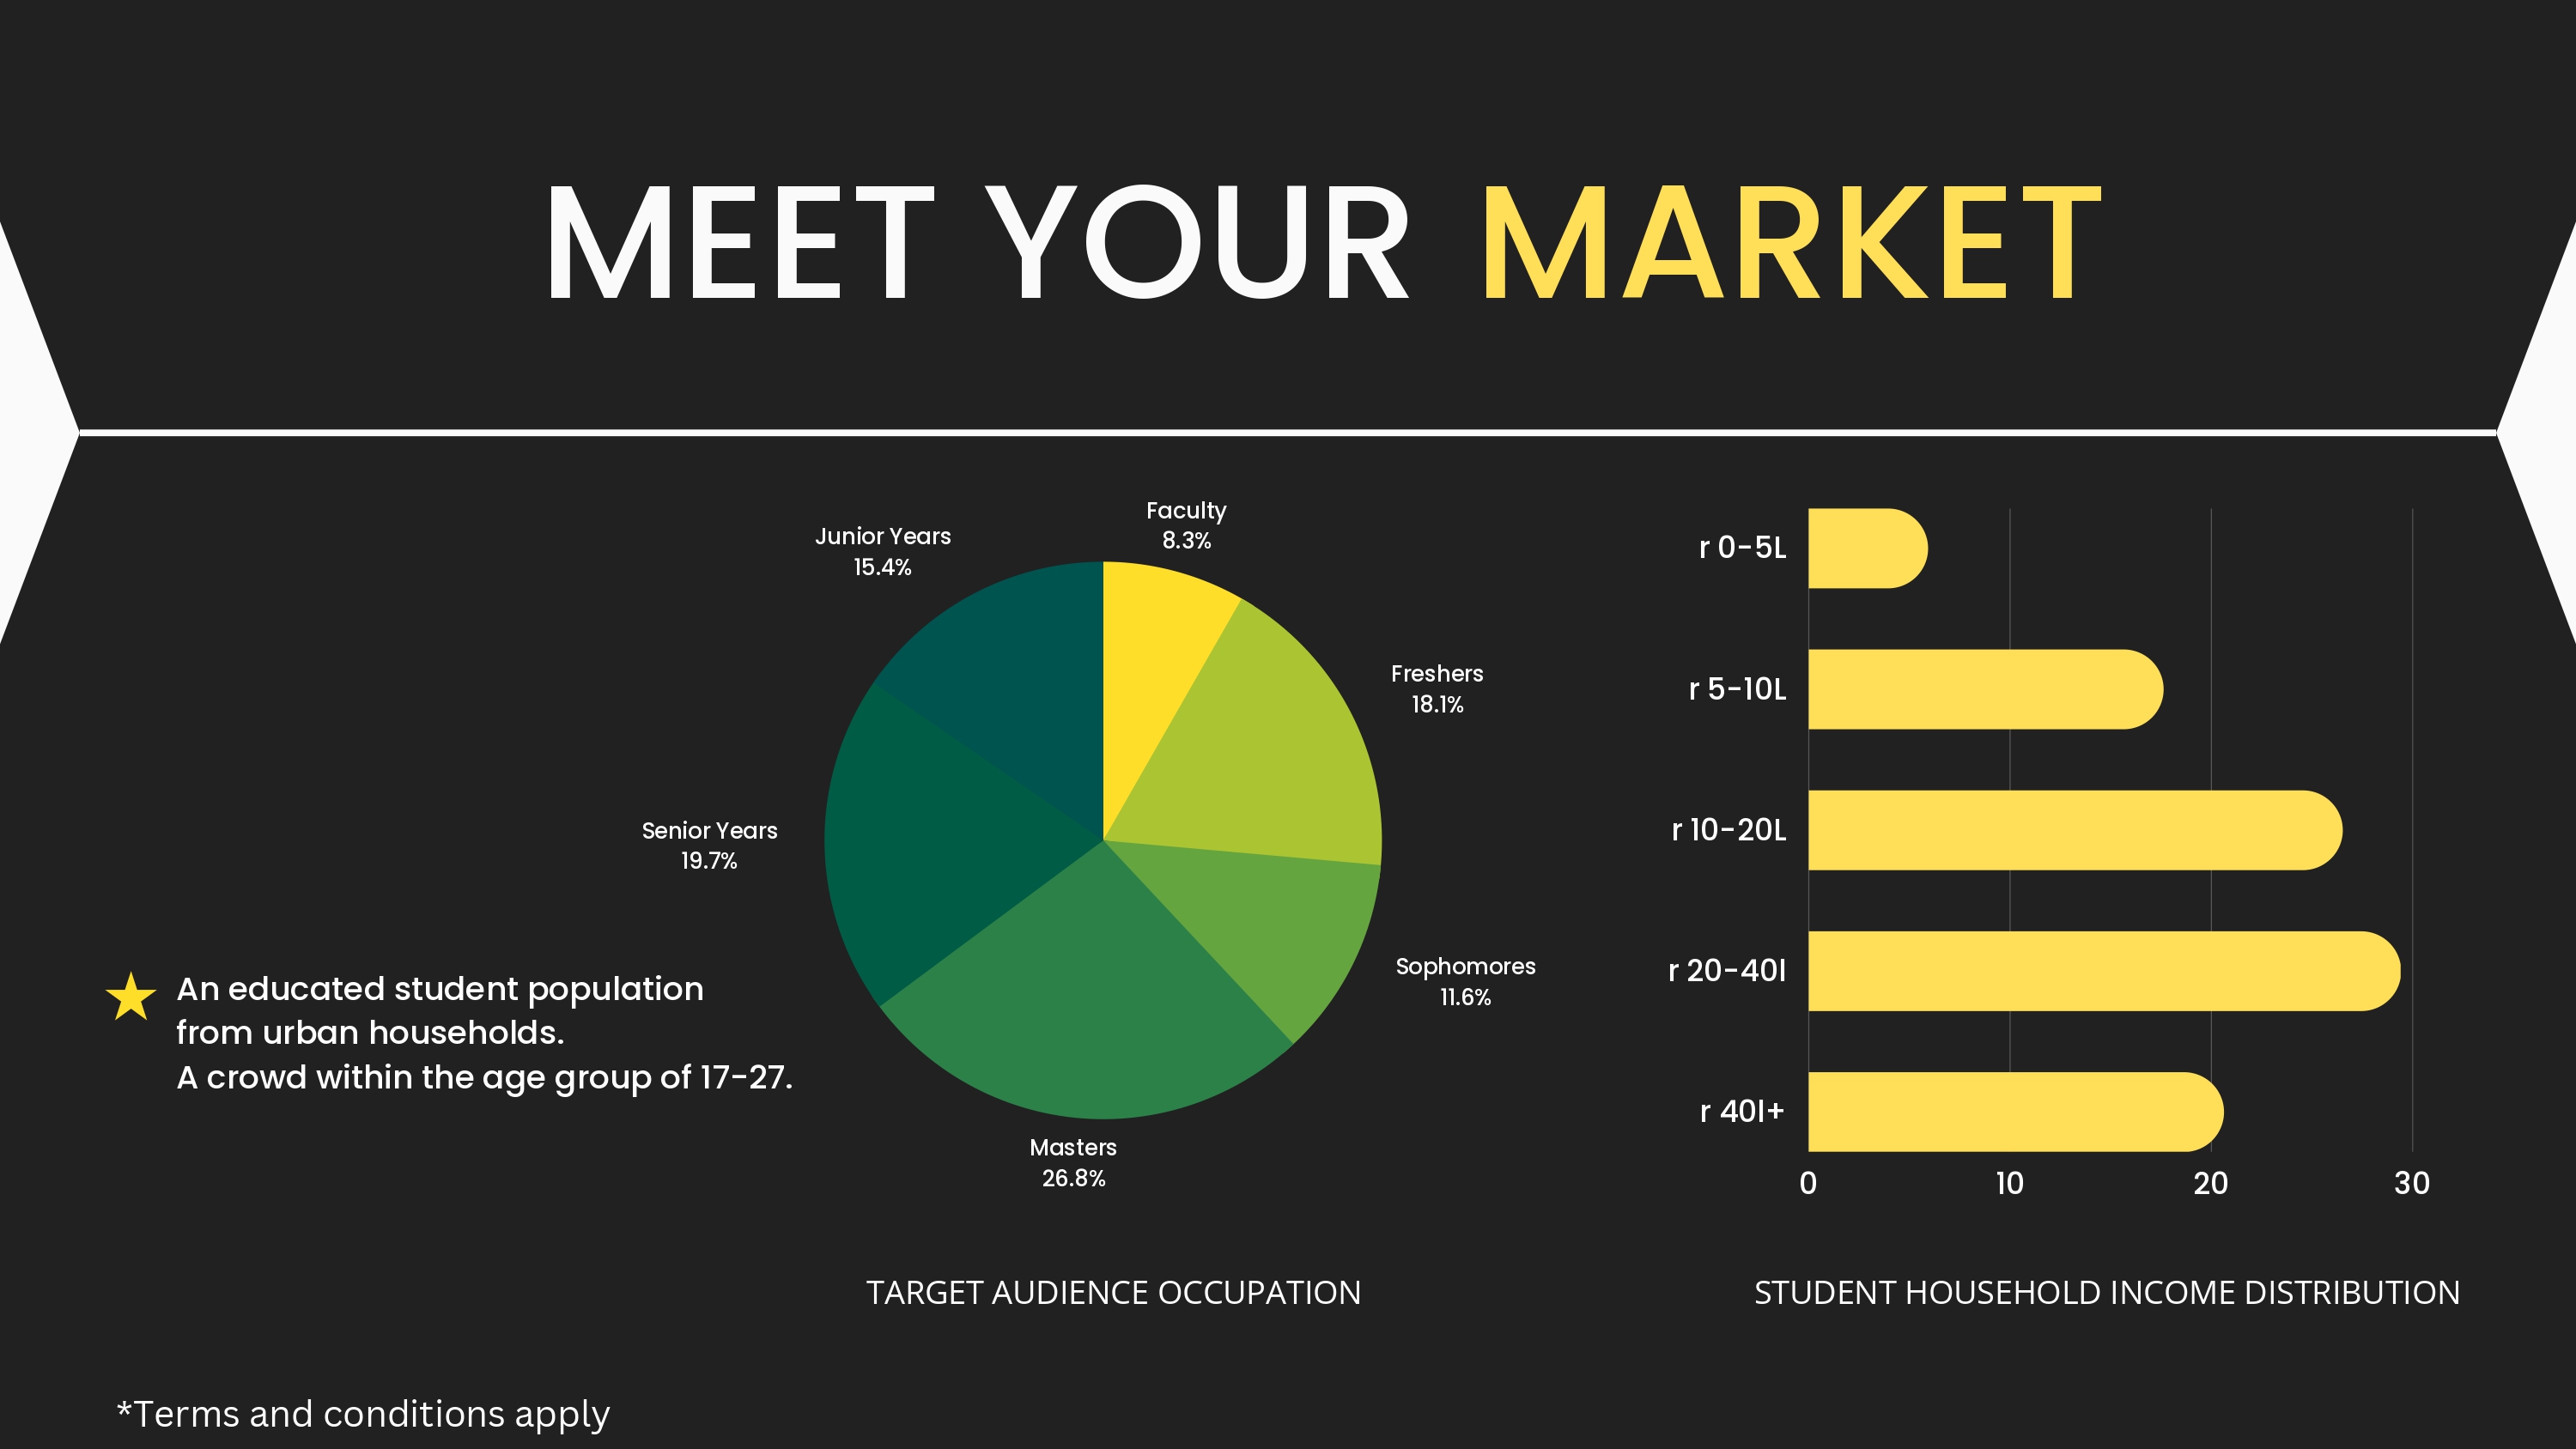 MEET YOUR MARKET
An educated student population
from urban households.
A crowd within the age group of 17-27.
Faculty
8.3%
Freshers
18.1%
Sophomores
11.6%
Masters
26.8%
Senior Years
19.7%
Junior Years
15.4%
TARGET AUDIENCE OCCUPATION
r 0-5L
r 5-10L
r 10-20L
r 20-40l
r 40l+
0 10 20 30
STUDENT HOUSEHOLD INCOME DISTRIBUTION
*Terms and conditions apply